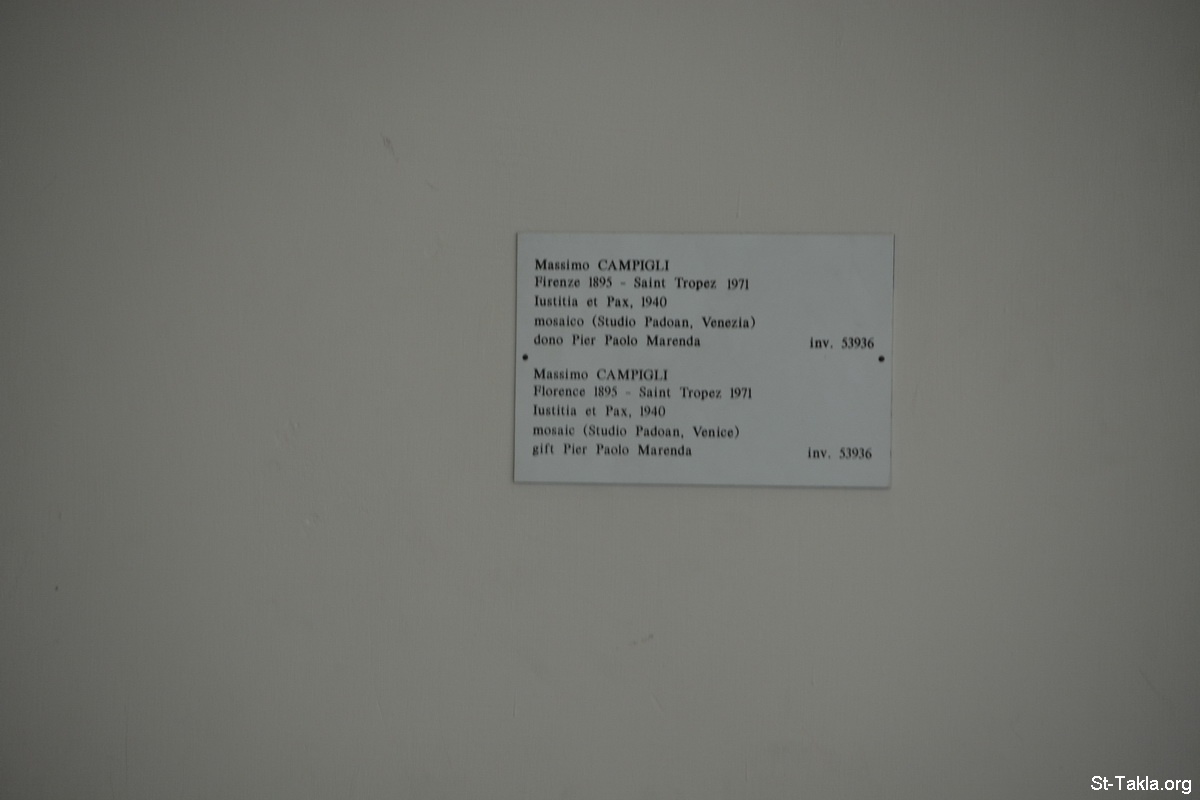 Massimo CAMPIGLI
Firenze 1895 - Saint Tropez 1971
Iustitia et Pax, 1940
mosaico (Studio Padoan, Venezia)
dono Pier Paolo Marenda inv. 53936
Massimo CAMPIGLI
Florence 1895 - Saint Tropez 1971
Iustitia et Pax, 1940
mosaic (Studio Padoan, Venice)
gift Pier Paolo Marenda inv. 53936
St-Takla.org